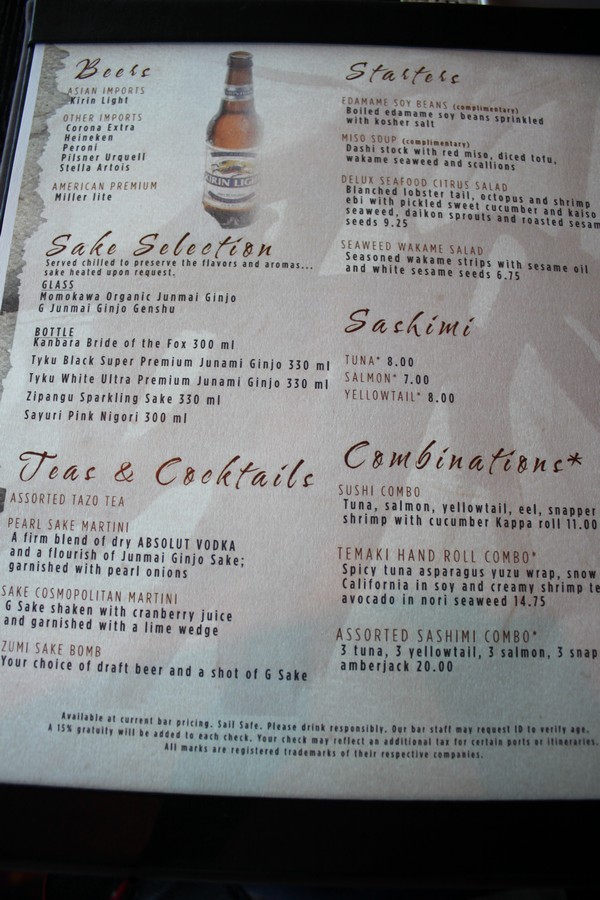 Beers
ASIAN IMPORTS
Kirin Light
OTHER IMPORTS
Corona Extra
Heineken
Peroni
Pilsner Urquell
Stella Artois
AMERICAN PREMIUM
Miller lite
KIRIN LIGHT
Sake Selection
Served chilled to preserve the flavors and aromas...
sake heated upon request.
GLASS
Momokawa Organic Junmai Ginjo
G Junmai Ginjo Genshu
BOTTLE
Kanbara Bride of the Fox 300 ml
Tyku Black Super Premium Junami Ginjo 330 ml
Tyku White Ultra Premium Junami Ginjo 330 ml
Zipangu Sparkling Sake 330 ml
Sayuri Pink Nigori 300 ml
Teas & Cocktails
ASSORTED TAZO TEA
PEARL SAKE MARTINI
A firm blend of dry ABSOLUT VODKA
and a flourish of Junmai Ginjo Sake;
garnished with pearl onions
SAKE COSMOPOLITAN MARTINI
G Sake shaken with cranberry juice
and garnished with a lime wedge
ZUMI SAKE BOMB
Your choice of draft beer and a shot of G Sake
Starters
EDAMAME SOY BEANS (complimentary)
Boiled edamame soy beans sprinkled
with kosher salt
MISO SOUP (complimentary)
Dashi stock with red miso, diced tofu,
wakame seaweed and scallions
DELUX SEAFOOD CITRUS SALAD
Blanched lobster tail, octopus and shrimp
ebi with pickled sweet cucumber and kaiso
seaweed, daikon sprouts and roasted sesam
seeds 9.25
SEAWEED WAKAME SALAD
Seasoned wakame strips with sesame oil
and white sesame seeds 6.75
Sashimi
TUNA* 8.00
SALMON* 7.00
YELLOWTAIL* 8.00
Combinations*
SUSHI COMBO
Tuna, salmon, yellowtail, eel, snapper
shrimp with cucumber Kappa roll 11.00
TEMAKI HAND ROLL COMBO*
Spicy tuna asparagus yuzu wrap, snow
California in soy and creamy shrimp te
avocado in nori seaweed 14.75
ASSORTED SASHIMI COMBO*
3 tuna, 3 yellowtail, 3 salmon, 3 snap
amberjack 20.00
Available at current bar pricing. Sail Safe. Please drink responsibly. Our bar staff may request ID to verify age.
A 15% gratuity will be added to each check. Your check may reflect an additional tax for certain ports or itineraries.
All marks are registered trademarks of their respective companies.